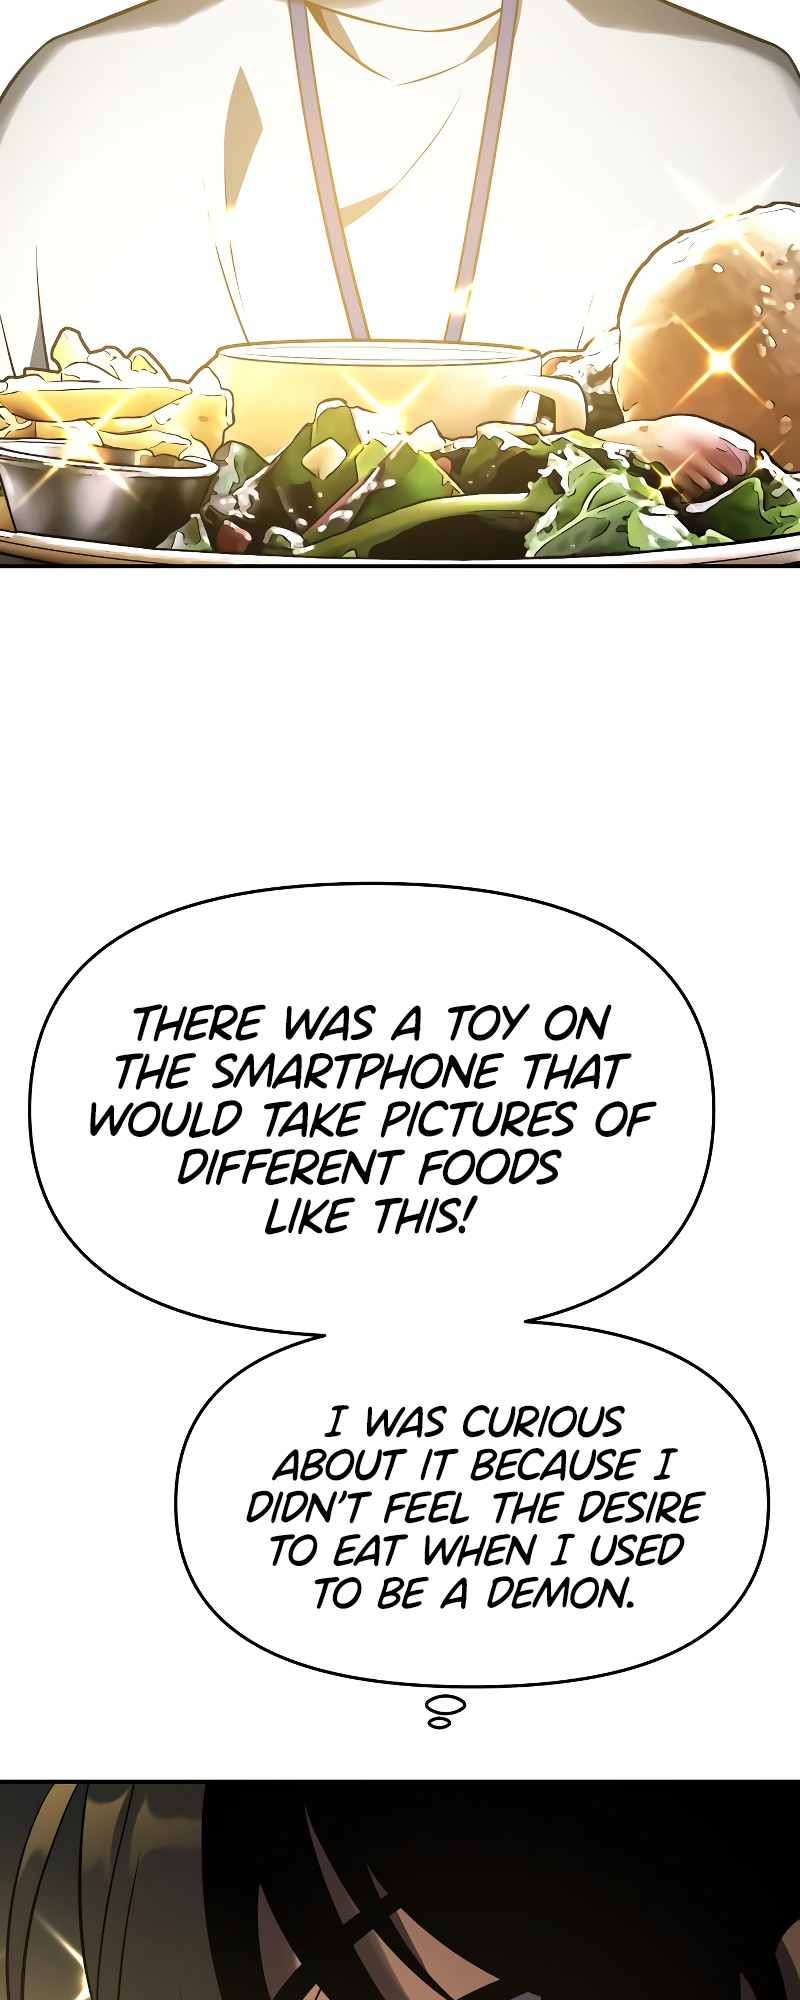 THERE WAS A TOY ON
THE SMARTPHONE THAT
WOULD TAKE PICTURES OF
DIFFERENT FOODS
LIKE THIS!
I WAS CURIOUS
ABOUT IT BECAUSE I
DIDN'T FEEL THE DESIRE
TO EAT WHEN I USED
TO BE A DEMON.